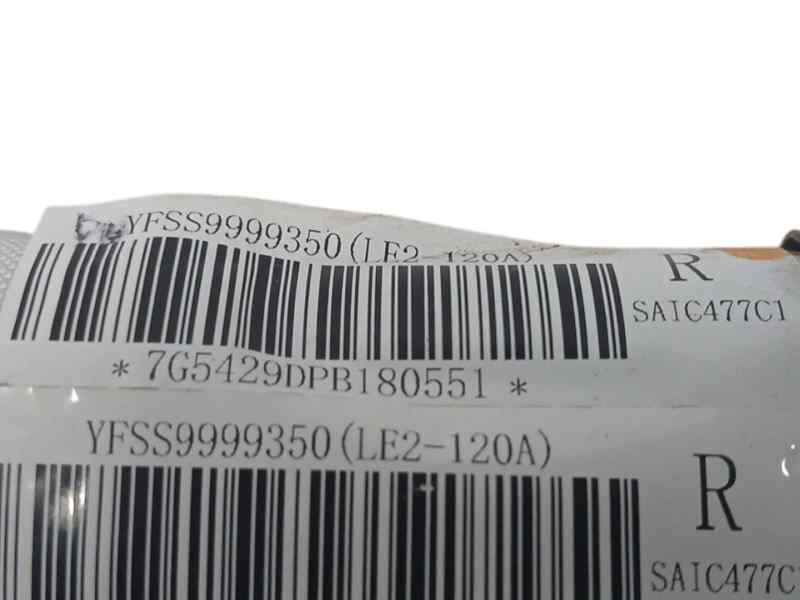 YFSS9999350(LE2-120A)
R
SAIC477C1
*7G5429DPB180551*
YFSS9999350(LE2-120A)
R
SAIC477C